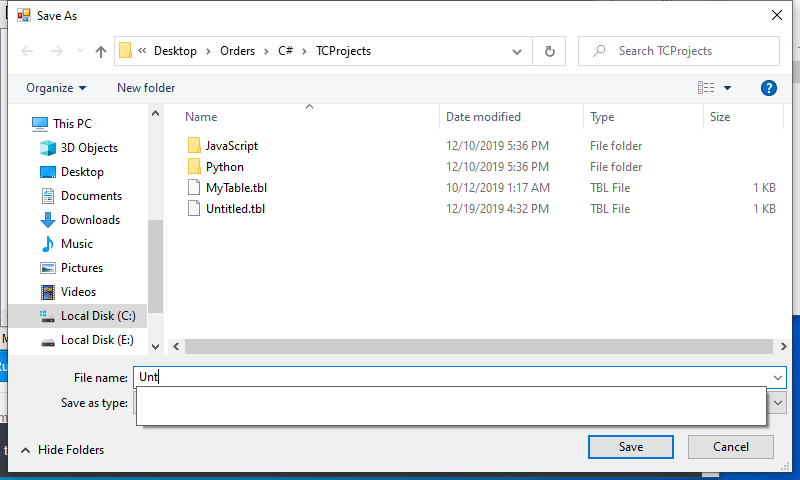 Save As
« Desktop > Orders > C# > TCProjects
Search TCProjects
Organize
New folder
Name
Date modified
Type
Size
This PC
3D Objects
Desktop
Documents
Downloads
Music
Pictures
Videos
Local Disk (C:)
Local Disk (E:)
JavaScript 12/10/2019 5:36 PM File folder
Python 12/10/2019 5:36 PM File folder
MyTable.tbl 10/12/2019 1:17 AM TBL File 1 KB
Untitled.tbl 12/19/2019 4:32 PM TBL File 1 KB
File name: Unt
Save as type:
Hide Folders
Save
Cancel